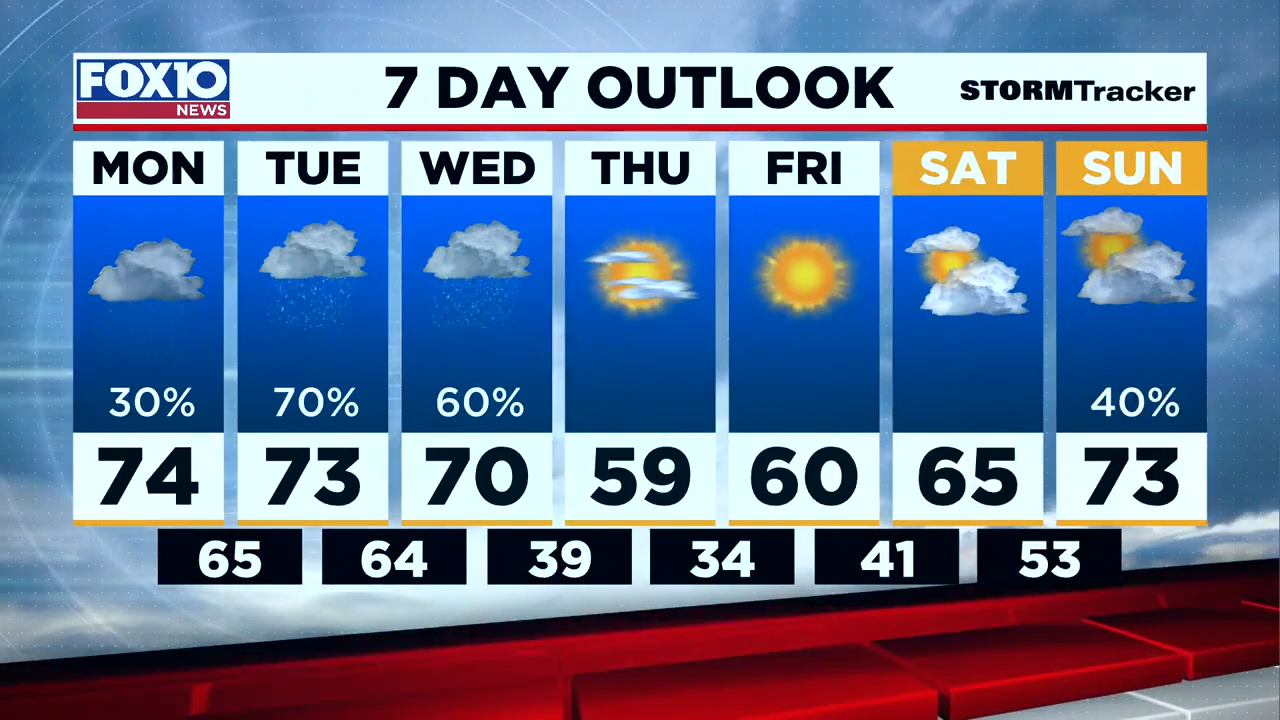 FOX10
NEWS
7 DAY OUTLOOK
STORMTracker
MON TUE WED THU FRI SAT SUN
30% 70% 60% 40%
74 73 70 59 60 65 73
65 64 39 34 41 53